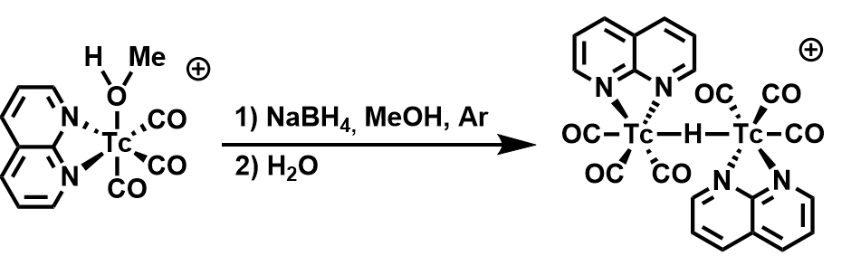 H Me
⊕
O
N
Tc
CO
CO
N
CO
1) NaBH4, MeOH, Ar
2) H2O
⊕
N N
OC CO
OC Tc H Tc CO
OC CO
N N